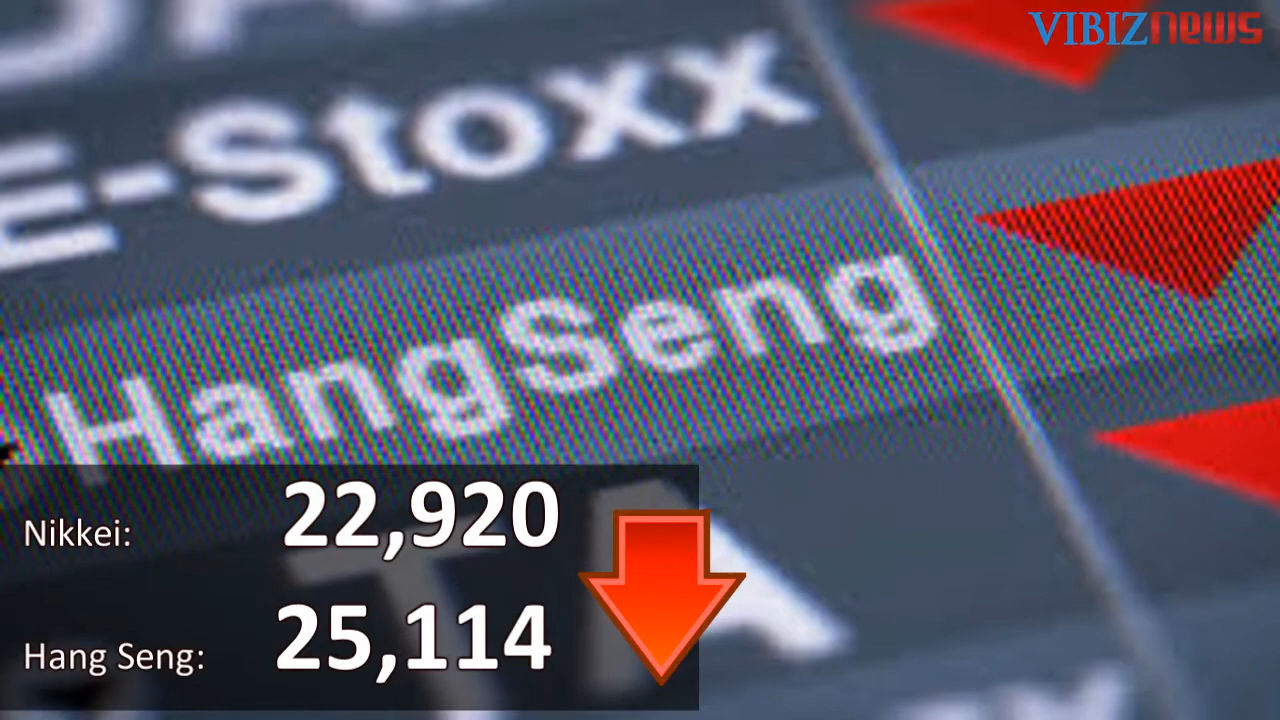 VIBIZnews
E-Stoxx
HangSeng
Nikkei: 22,920
Hang Seng: 25,114